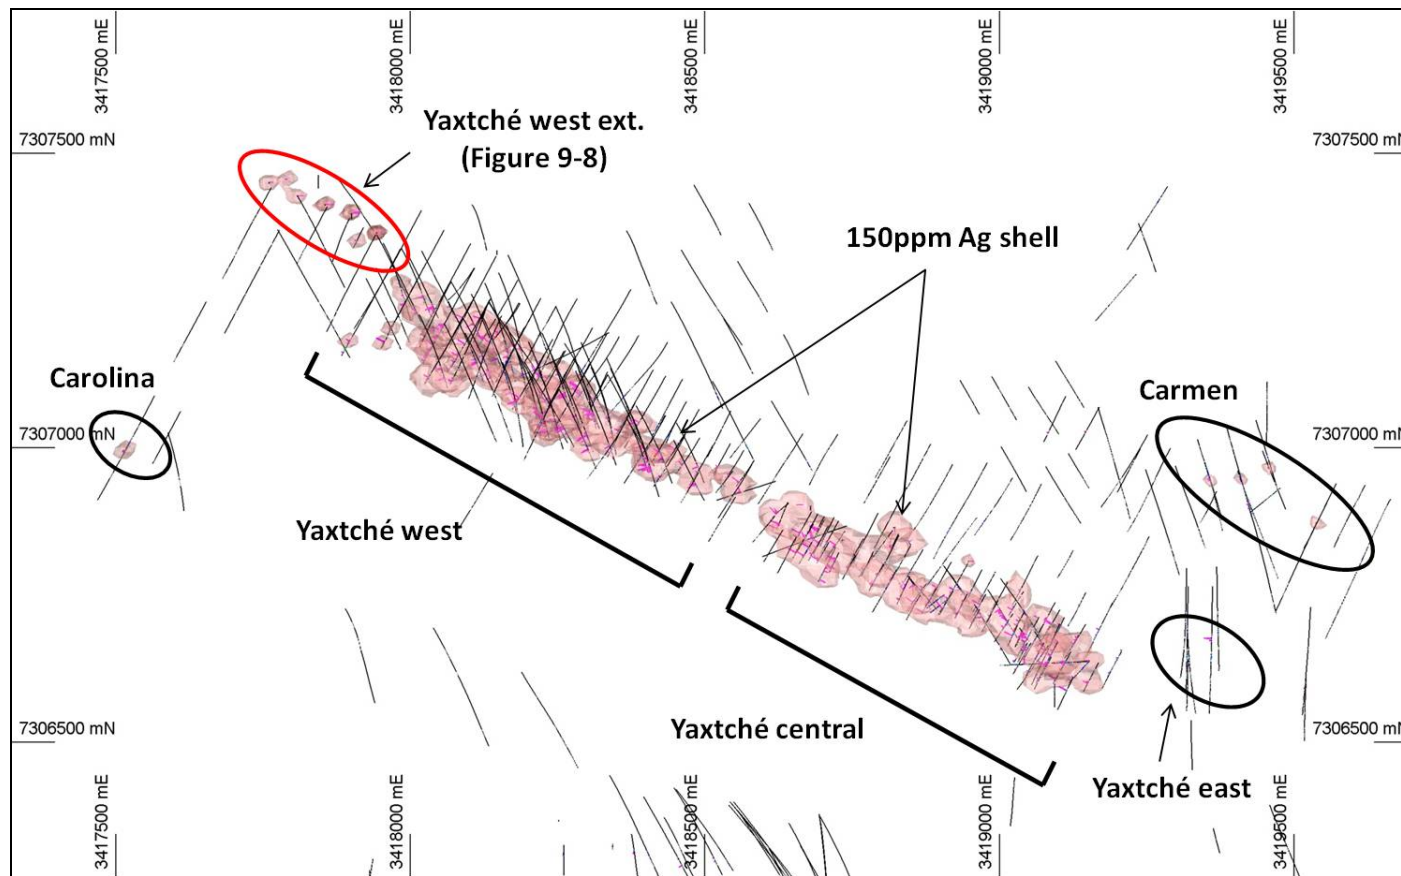 3417500 mE
3418000 mE
3418500 mE
3419000 mE
3419500 mE
7307500 mN
7307500 mN
Yaxtché west ext.
(Figure 9-8)
150ppm Ag shell
Carolina
Carmen
7307000 mN
7307000 mN
Yaxtché west
Yaxtché central
7306500 mN
7306500 mN
Yaxtché east
3417500 mE
3418000 mE
3418500 mE
3419000 mE
3419500 mE